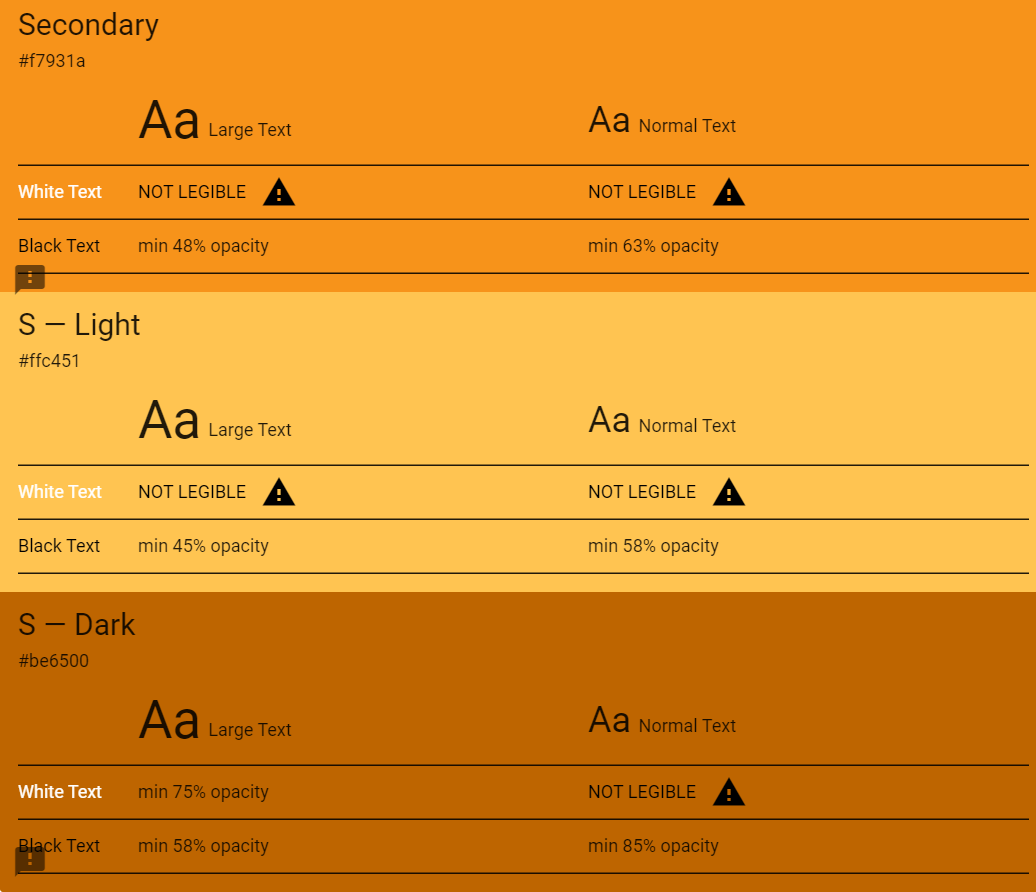 Secondary
#f7931a
Aa Large Text Aa Normal Text
White Text NOT LEGIBLE NOT LEGIBLE
Black Text min 48% opacity min 63% opacity
S — Light
#ffc451
Aa Large Text Aa Normal Text
White Text NOT LEGIBLE NOT LEGIBLE
Black Text min 45% opacity min 58% opacity
S — Dark
#be6500
Aa Large Text Aa Normal Text
White Text min 75% opacity NOT LEGIBLE
Black Text min 58% opacity min 85% opacity